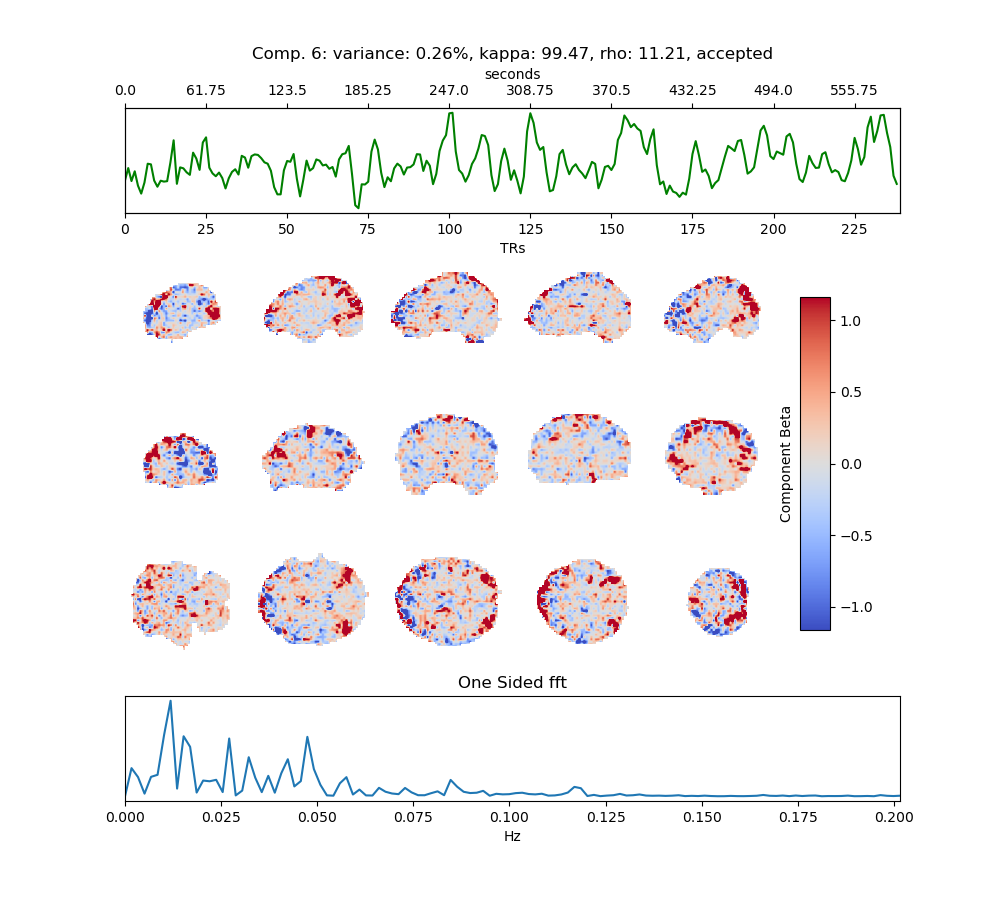 Comp. 6: variance: 0.26%, kappa: 99.47, rho: 11.21, accepted
seconds
0.0 61.75 123.5 185.25 247.0 308.75 370.5 432.25 494.0 555.75
0 25 50 75 100 125 150 175 200 225
TRs
1.0
0.5
0.0
−0.5
−1.0
Component Beta
One Sided fft
0.000 0.025 0.050 0.075 0.100 0.125 0.150 0.175 0.200
Hz